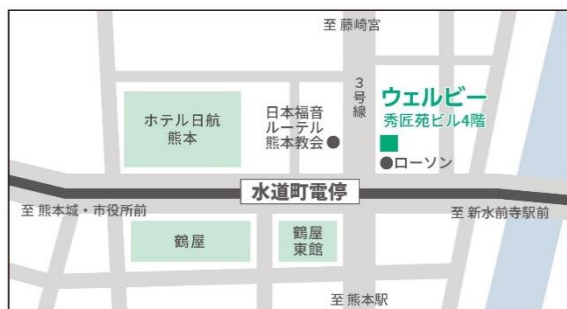 至 藤崎宮
3号線
ウェルビー
秀匠苑ビル4階
ホテル日航
熊本
日本福音
ルーテル
熊本教会
ローソン
水道町電停
至 熊本城・市役所前
至 新水前寺駅前
鶴屋
鶴屋
東館
至 熊本駅